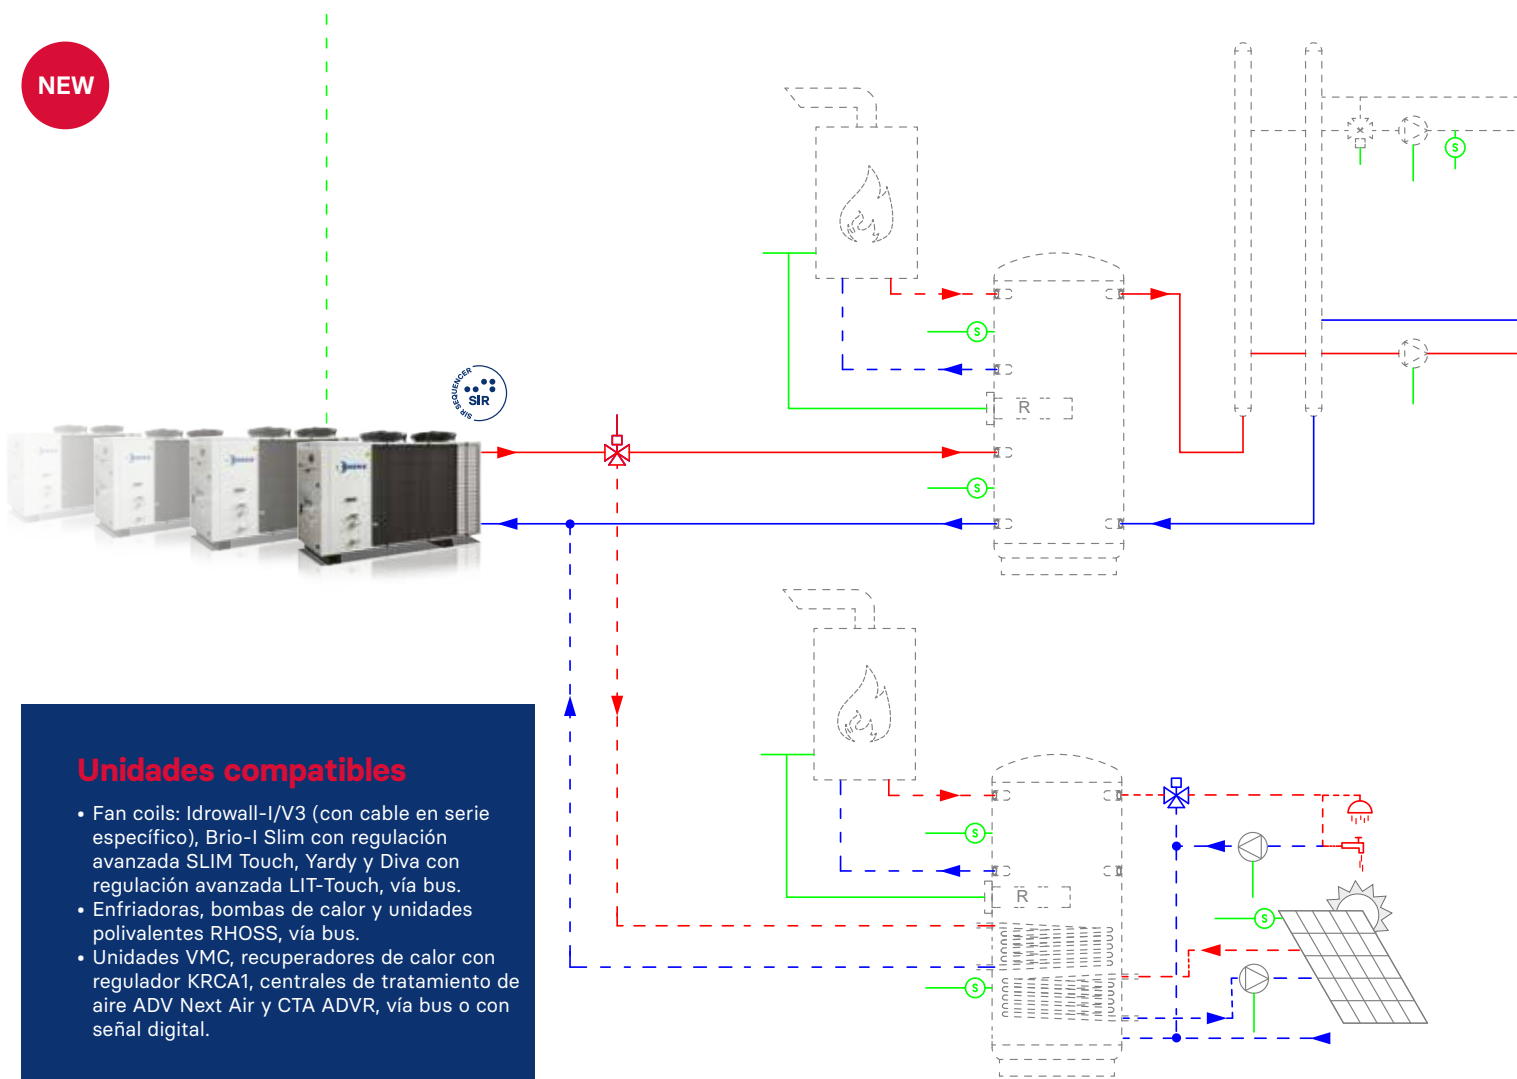 NEW
SIR SEQUENCER
SIR
S
S
R
S
Unidades compatibles
• Fan coils: Idrowall-I/V3 (con cable en serie
específico), Brio-I Slim con regulación
avanzada SLIM Touch, Yardy y Diva con
regulación avanzada LIT-Touch, vía bus.
• Enfriadoras, bombas de calor y unidades
polivalentes RHOSS, vía bus.
• Unidades VMC, recuperadores de calor con
regulador KRCA1, centrales de tratamiento de
aire ADV Next Air y CTA ADVR, vía bus o con
señal digital.
S
R
S
S